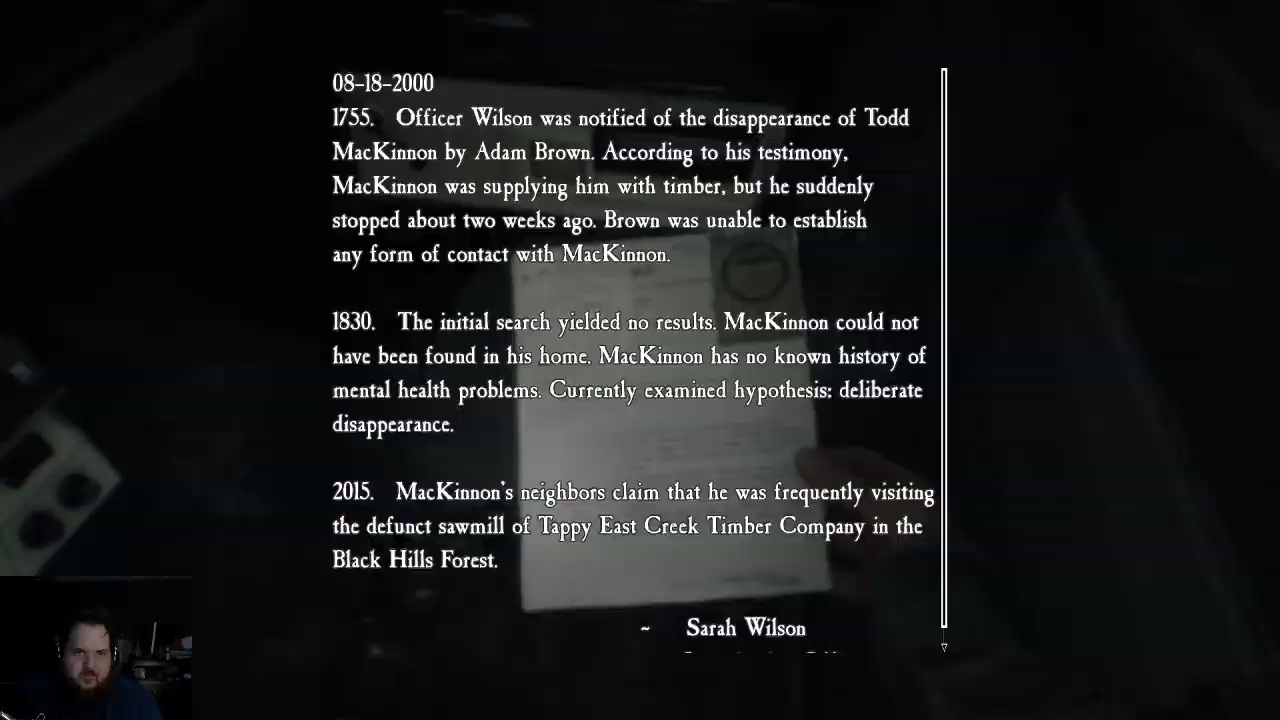 08-18-2000
1755. Officer Wilson was notified of the disappearance of Todd
MacKinnon by Adam Brown. According to his testimony,
MacKinnon was supplying him with timber, but he suddenly
stopped about two weeks ago. Brown was unable to establish
any form of contact with MacKinnon.
1830. The initial search yielded no results. MacKinnon could not
have been found in his home. MacKinnon has no known history of
mental health problems. Currently examined hypothesis: deliberate
disappearance.
2015. MacKinnon's neighbors claim that he was frequently visiting
the defunct sawmill of Tappy East Creek Timber Company in the
Black Hills Forest.
~ Sarah Wilson